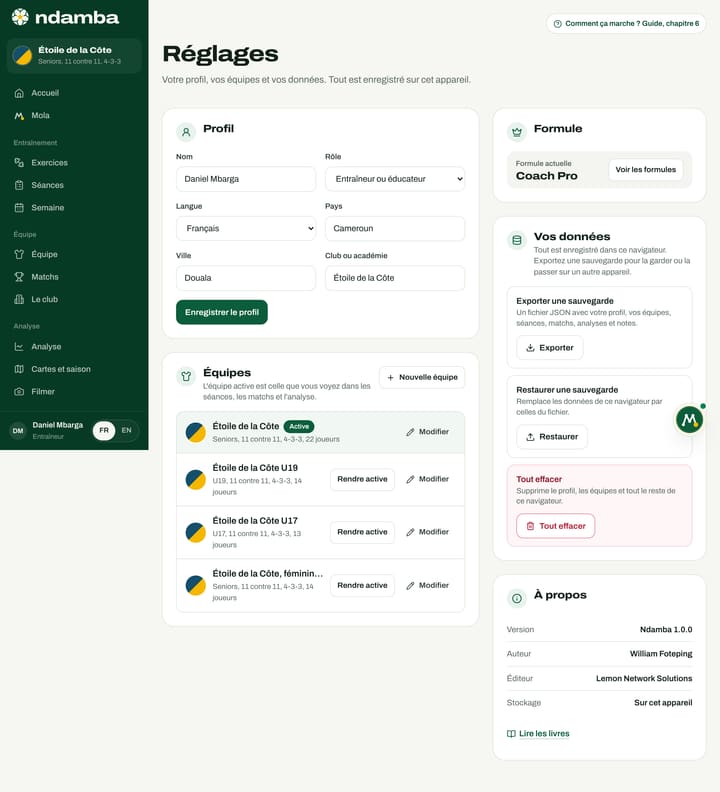 ndamba
Étoile de la Côte
Seniors, 11 contre 11, 4-3-3
Accueil
Mola
Entraînement
Exercices
Séances
Semaine
Équipe
Équipe
Matchs
Le club
Analyse
Analyse
Cartes et saison
Filmer
DM
Daniel Mbarga
Entraîneur
FR
EN
Comment ça marche ? Guide, chapitre 6
Réglages
Votre profil, vos équipes et vos données. Tout est enregistré sur cet appareil.
Profil
Nom
Rôle
Daniel Mbarga
Entraîneur ou éducateur
Langue
Pays
Français
Cameroun
Ville
Club ou académie
Douala
Étoile de la Côte
Enregistrer le profil
Équipes
L'équipe active est celle que vous voyez dans les
séances, les matchs et l'analyse.
Nouvelle équipe
Étoile de la Côte
Active
Seniors, 11 contre 11, 4-3-3, 22 joueurs
Modifier
Étoile de la Côte U19
U19, 11 contre 11, 4-3-3, 14
joueurs
Rendre active
Modifier
Étoile de la Côte U17
U17, 11 contre 11, 4-3-3, 13
joueurs
Rendre active
Modifier
Étoile de la Côte, féminin...
Seniors, 11 contre 11, 4-3-3, 14
joueurs
Rendre active
Modifier
Formule
Formule actuelle
Coach Pro
Voir les formules
Vos données
Tout est enregistré dans ce navigateur.
Exportez une sauvegarde pour la garder ou la
passer sur un autre appareil.
Exporter une sauvegarde
Un fichier JSON avec votre profil, vos équipes,
séances, matchs, analyses et notes.
Exporter
Restaurer une sauvegarde
Remplace les données de ce navigateur par
celles du fichier.
Restaurer
Tout effacer
Supprime le profil, les équipes et tout le reste de
ce navigateur.
Tout effacer
À propos
Version
Ndamba 1.0.0
Auteur
William Foteping
Éditeur
Lemon Network Solutions
Stockage
Sur cet appareil
Lire les livres